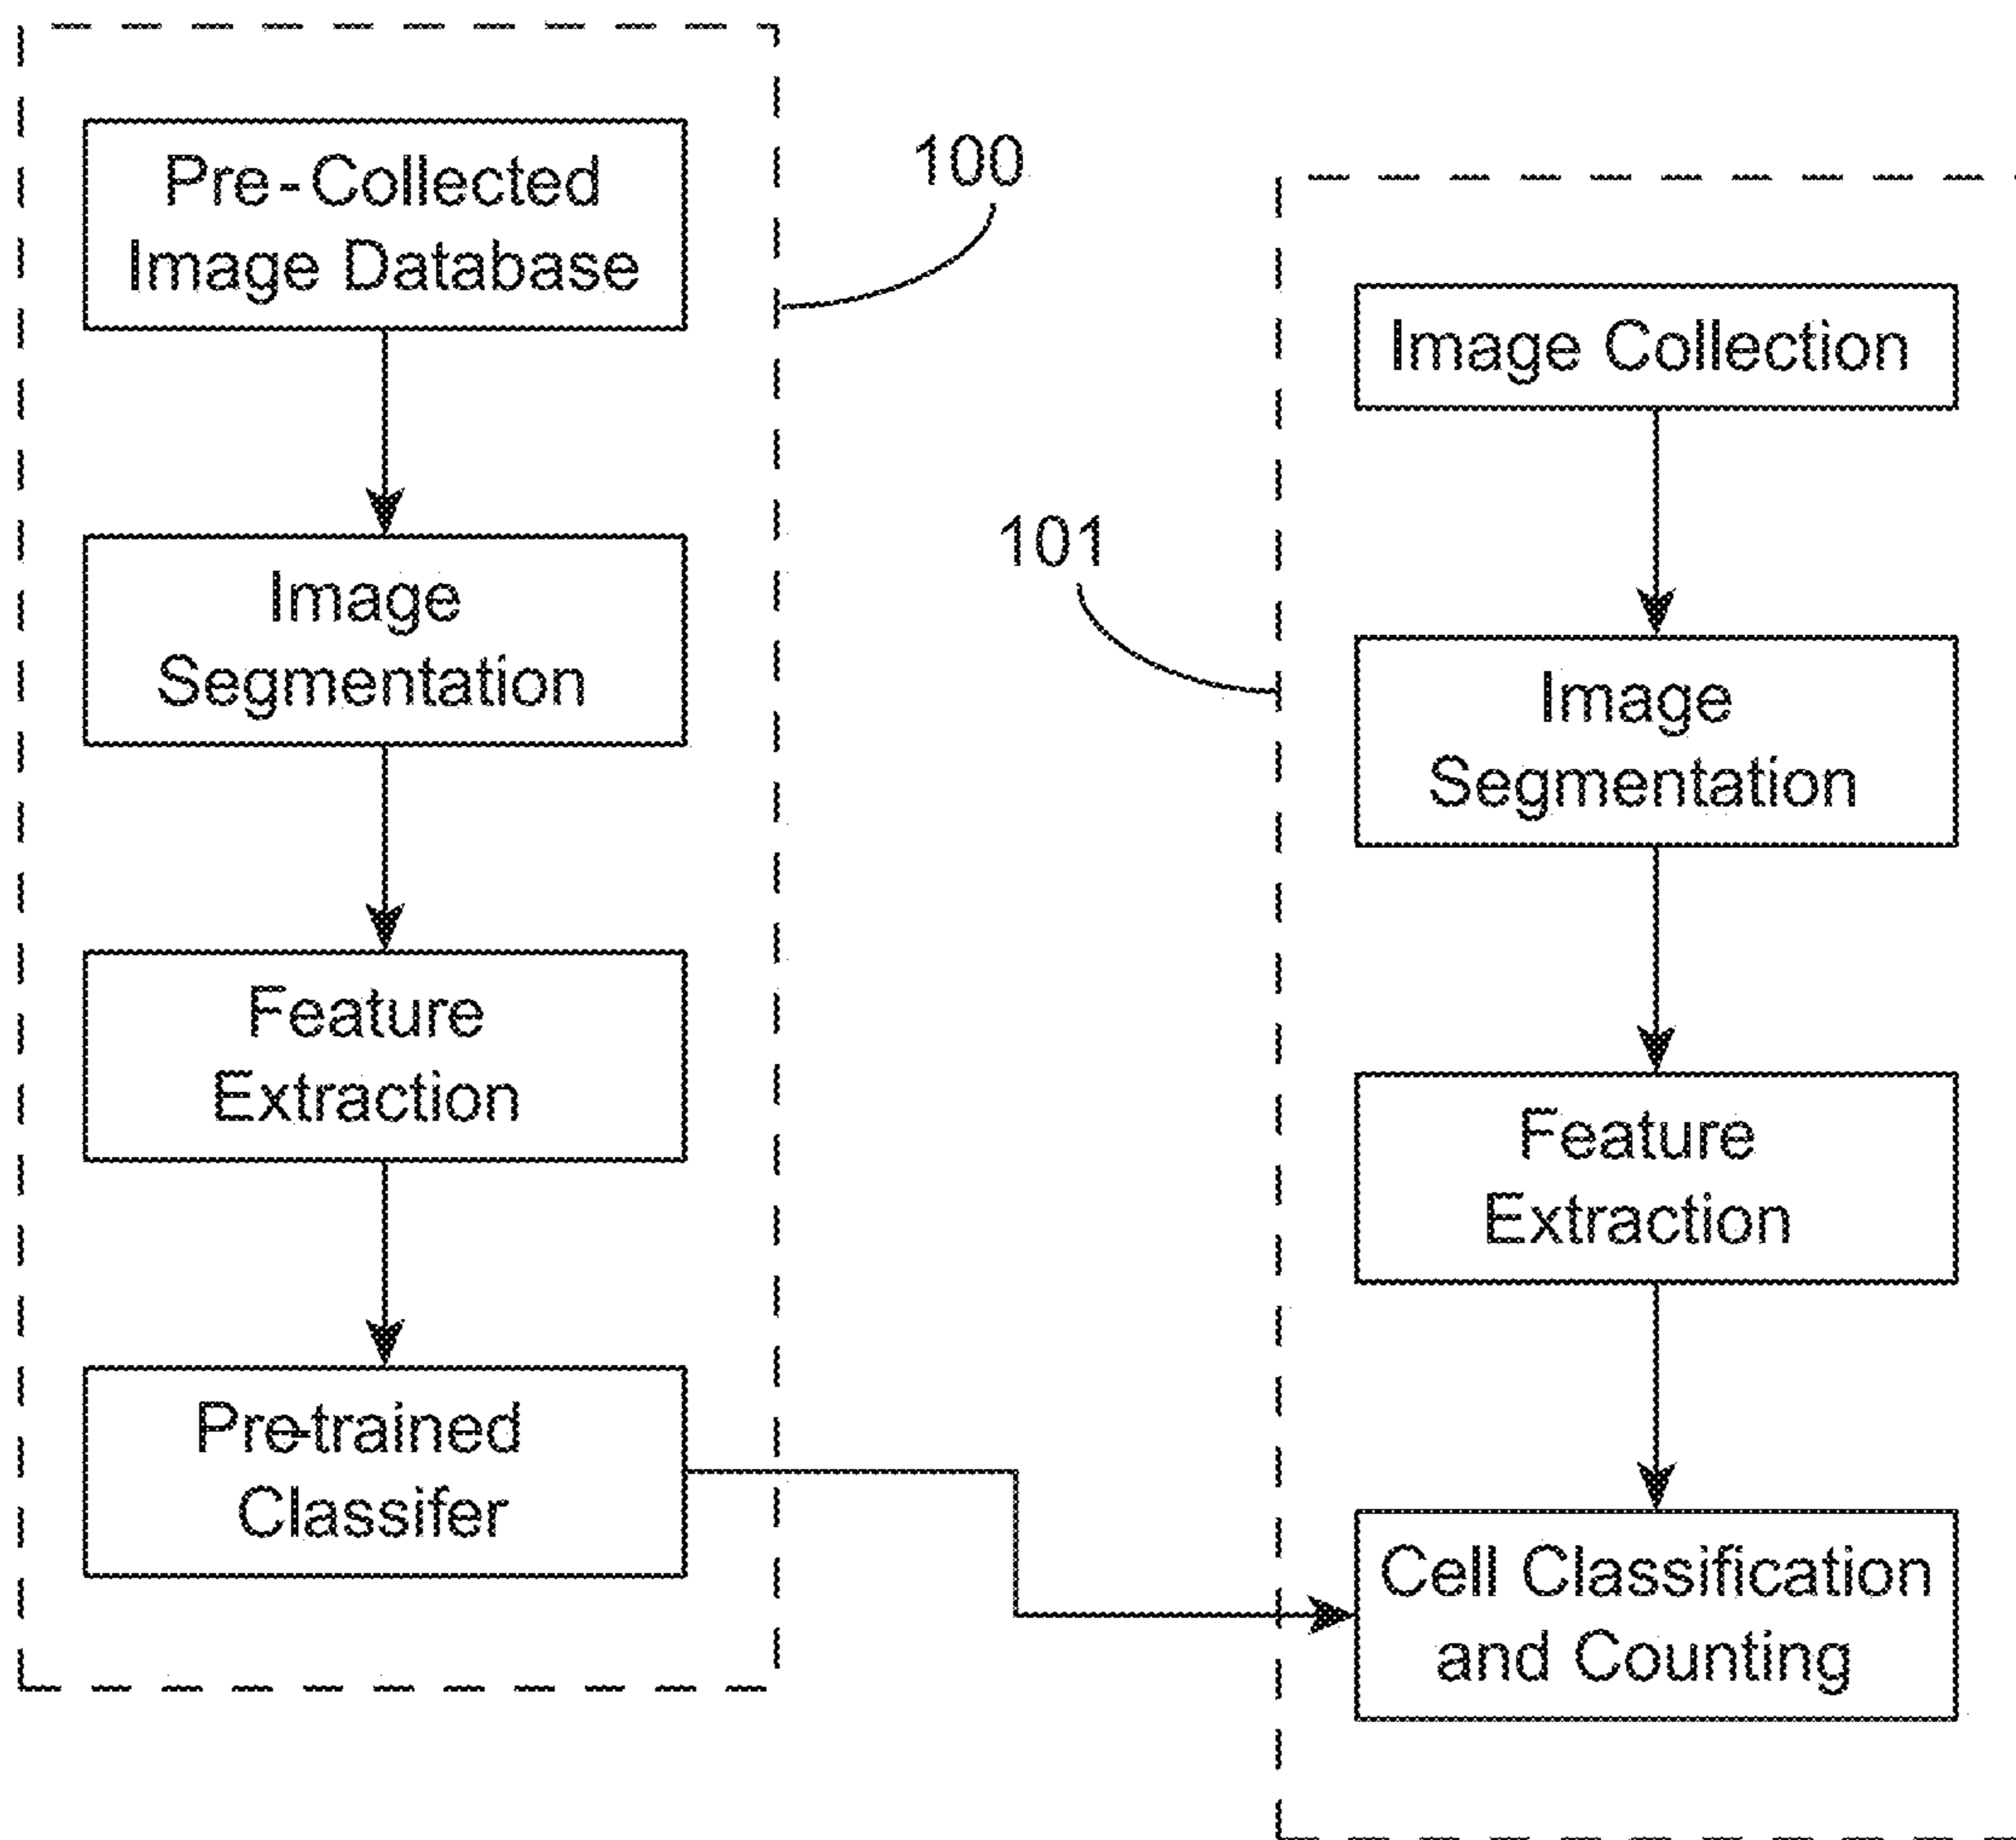 Pre-Collected
Image Database
Image
Segmentation
Feature
Extraction
Pre-trained
Classifer
100
101
Image Collection
Image
Segmentation
Feature
Extraction
Cell Classification
and Counting